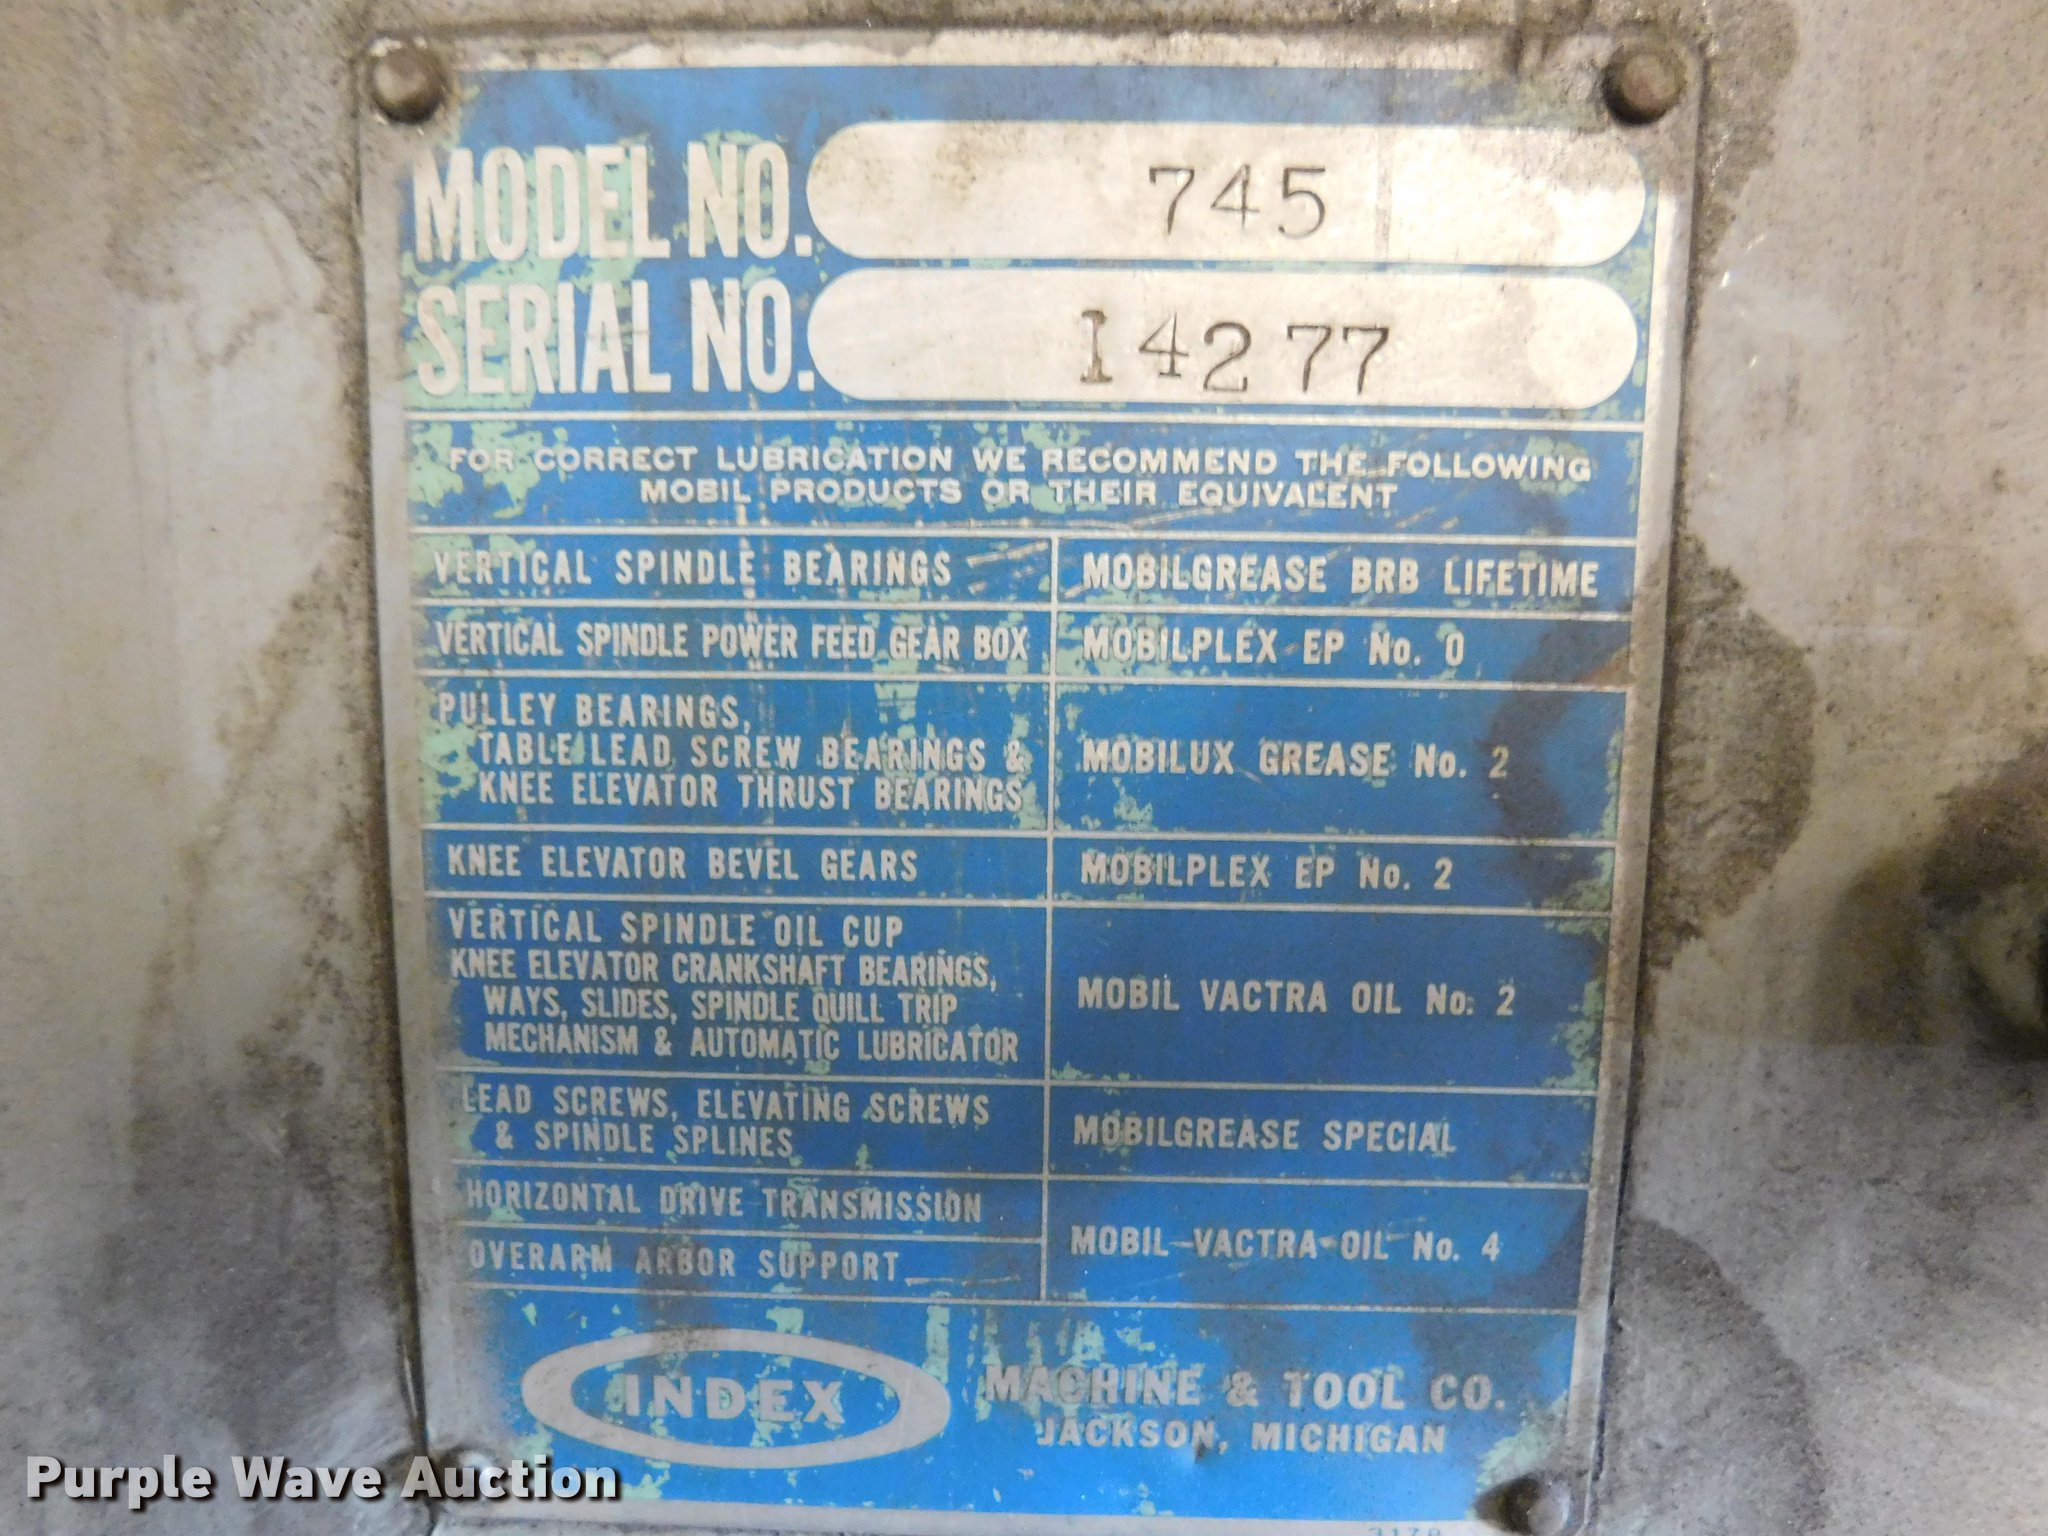 MODEL NO. 745
SERIAL NO. 14277
FOR CORRECT LUBRICATION WE RECOMMEND THE FOLLOWING
MOBIL PRODUCTS OR THEIR EQUIVALENT
VERTICAL SPINDLE BEARINGS MOBILGREASE BRB LIFETIME
VERTICAL SPINDLE POWER FEED GEAR BOX MOBILPLEX EP No. 0
PULLEY BEARINGS,
TABLE LEAD SCREW BEARINGS &
KNEE ELEVATOR THRUST BEARINGS
MOBILUX GREASE No. 2
KNEE ELEVATOR BEVEL GEARS MOBILPLEX EP No. 2
VERTICAL SPINDLE OIL CUP
KNEE ELEVATOR CRANKSHAFT BEARINGS,
WAYS, SLIDES, SPINDLE QUILL TRIP
MECHANISM & AUTOMATIC LUBRICATOR
MOBIL VACTRA OIL No. 2
LEAD SCREWS, ELEVATING SCREWS
& SPINDLE SPLINES
MOBILGREASE SPECIAL
HORIZONTAL DRIVE TRANSMISSION
OVERARM ARBOR SUPPORT
MOBIL VACTRA OIL No. 4
INDEX MACHINE & TOOL CO.
JACKSON, MICHIGAN
Purple Wave Auction